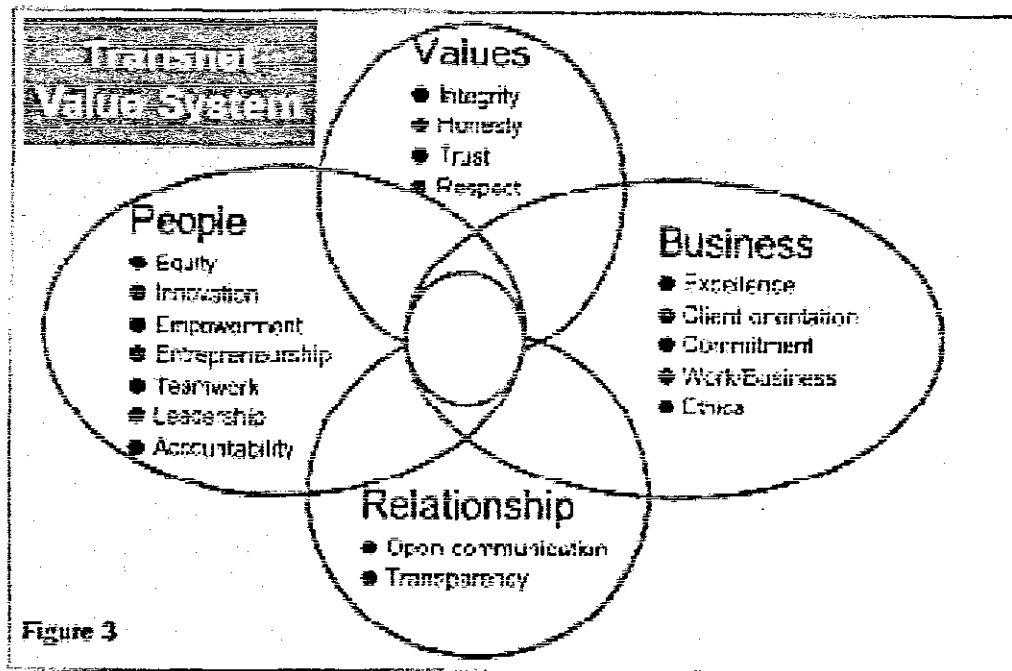 Transnet
Value System
Values
● Integrity
● Honesty
● Trust
● Respect
People
● Equity
● Innovation
● Empowerment
● Entrepreneurship
● Teamwork
● Leadership
● Accountability
Business
● Excellence
● Client orientation
● Commitment
● Work/Business
● Ethics
Relationship
● Open communication
● Transparency
Figure 3